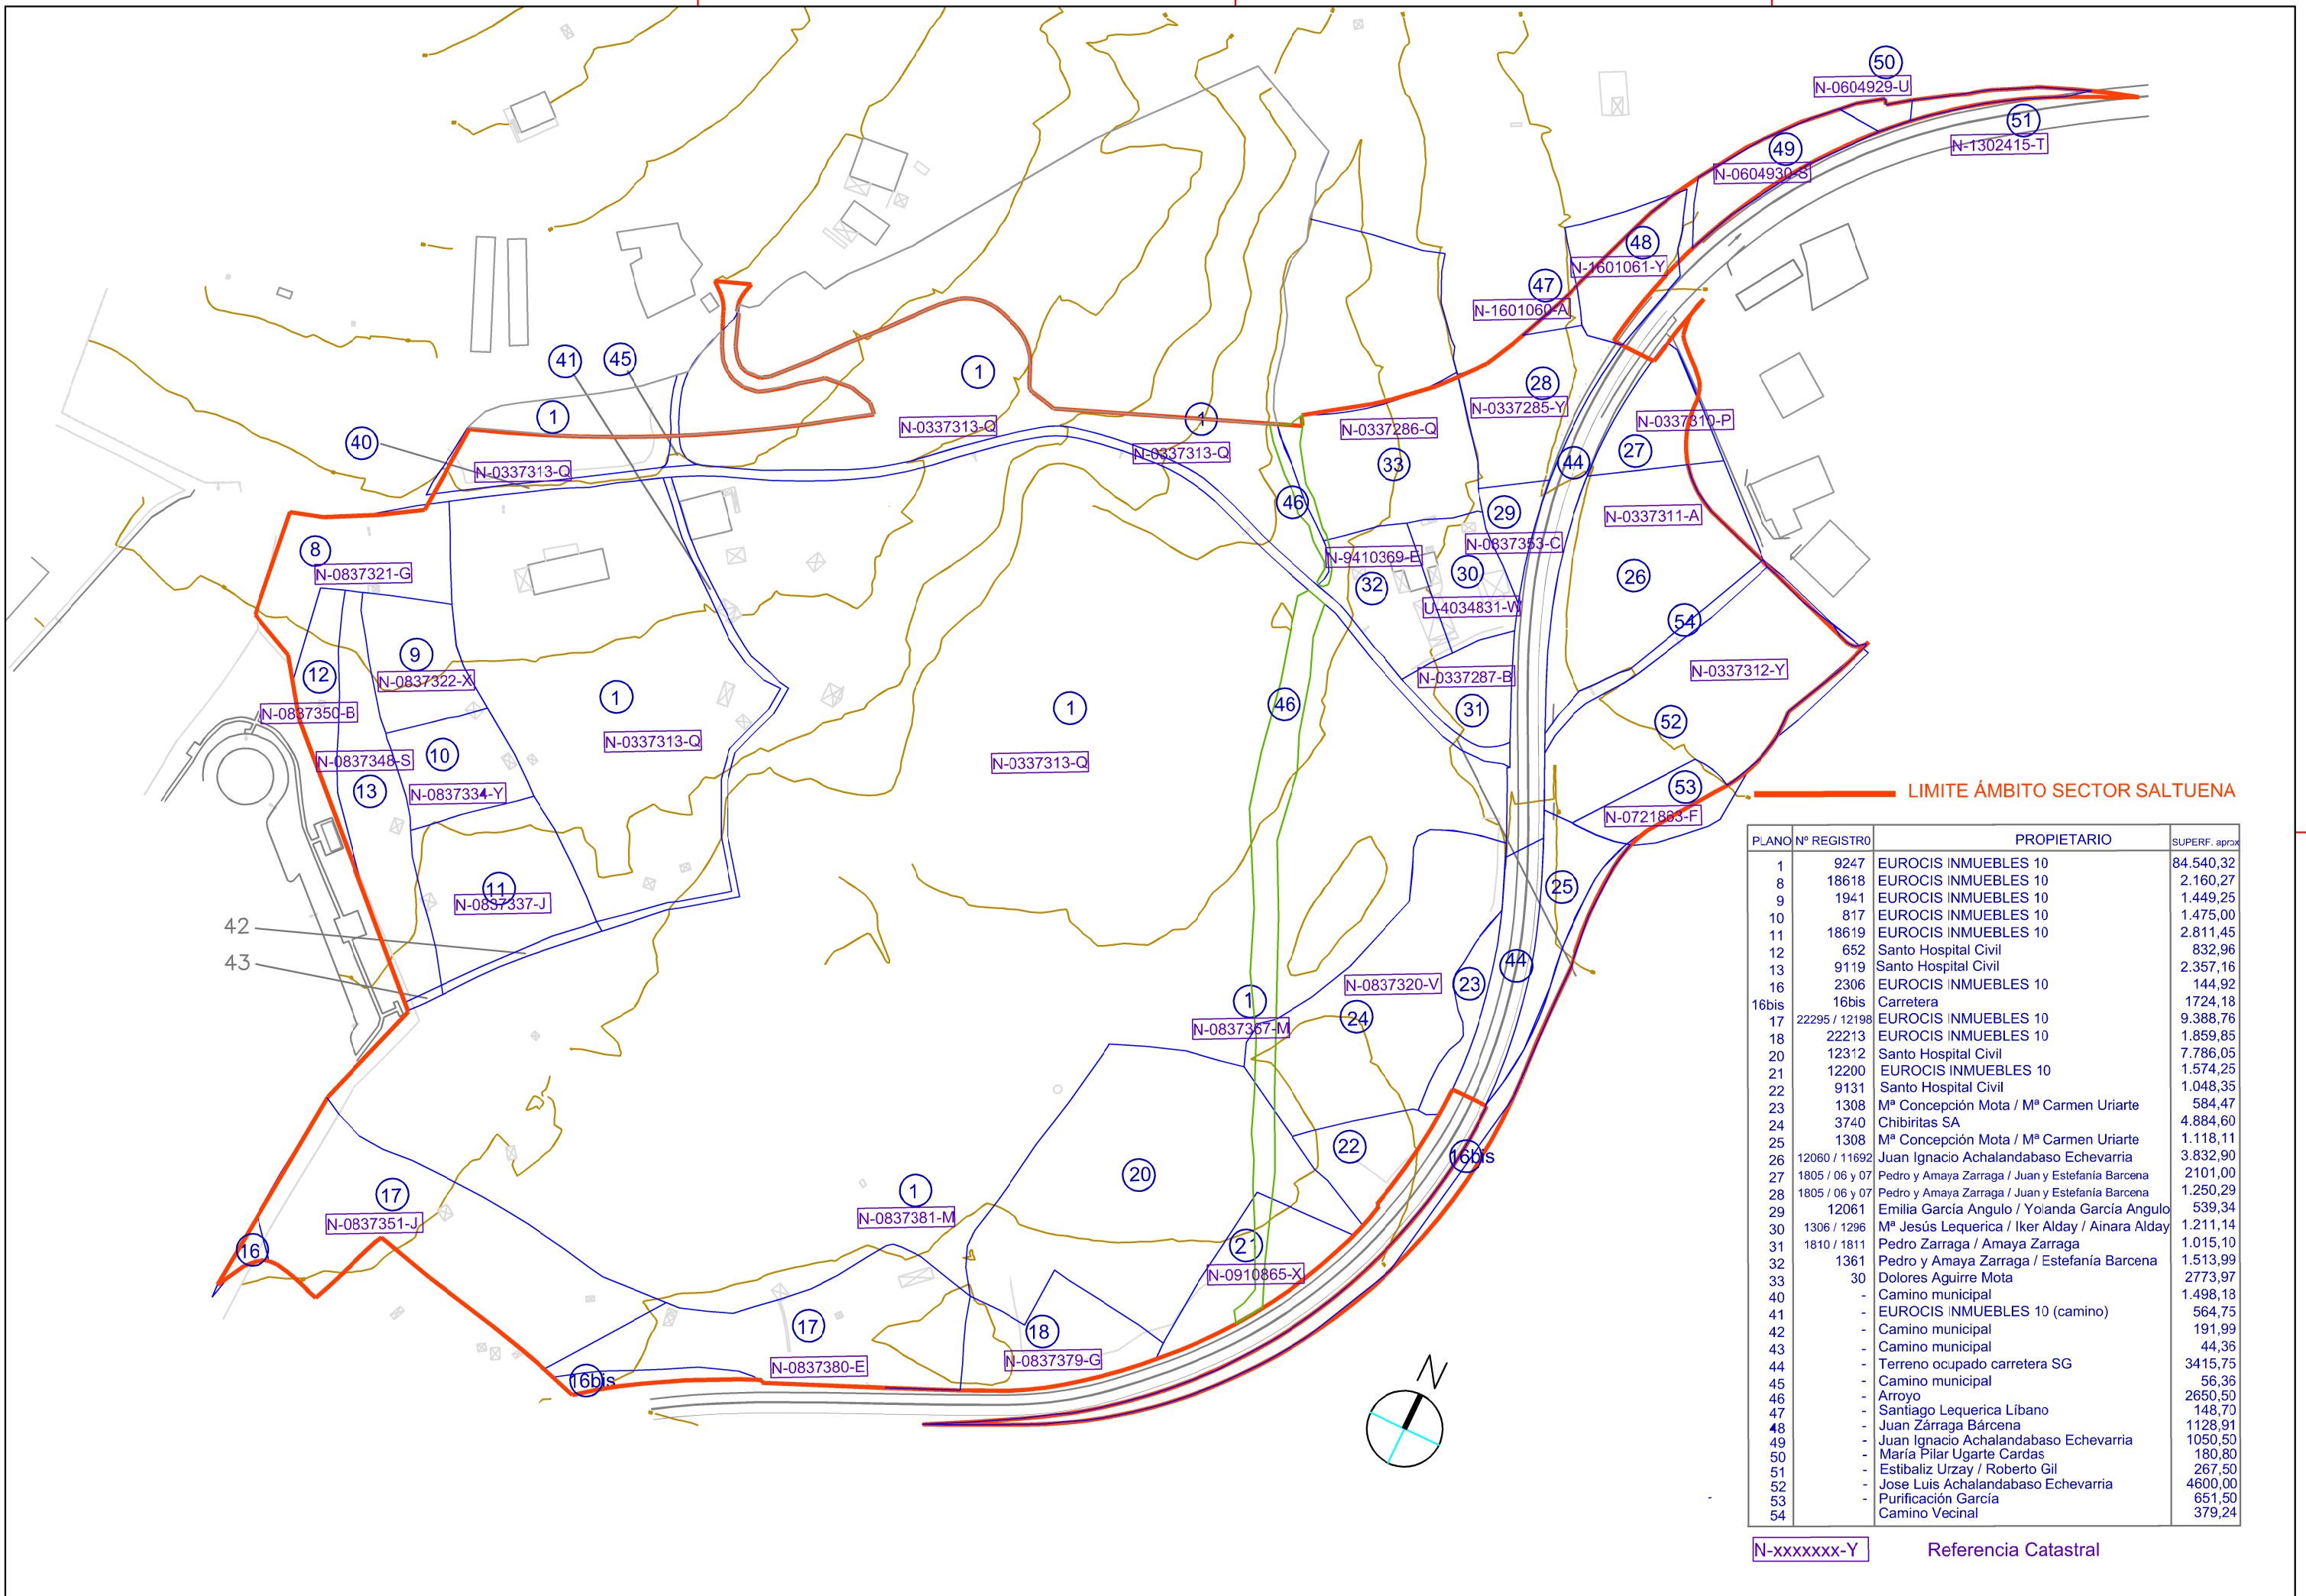 50
N-0604929-U
51
N-1302415-T
49
N-0604930-S
48
N-1601061-Y
47
N-1601060-A
41
45
1
1
1
28
N-0337285-Y
40
N-0337313-Q
N-0337313-Q
N-0337313-Q
N-0337286-Q
33
N-0337310-P
27
44
46
29
N-0337311-A
8
N-0837321-G
N-9410369-E
32
30
N-0837353-C
26
U-4034831-W
54
12
9
N-0837322-X
N-0837350-B
1
N-0337313-Q
1
N-0337313-Q
46
N-0337287-B
31
N-0337312-Y
52
N-0837348-S
13
10
N-0837334-Y
53
N-0721863-F
11
N-0837337-J
25
42
43
44
N-0837320-V
23
24
1
N-0837367-M
22
16bis
20
17
N-0837351-J
1
N-0837381-M
16
21
N-0910865-X
17
N-0837380-E
18
N-0837379-G
16bis
N
LIMITE ÁMBITO SECTOR SALTUENA
PLANO Nº REGISTRO PROPIETARIO SUPERF. aprox
1 9247 EUROCIS INMUEBLES 10 84.540,32
8 18618 EUROCIS INMUEBLES 10 2.160,27
9 1941 EUROCIS INMUEBLES 10 1.449,25
10 817 EUROCIS INMUEBLES 10 1.475,00
11 18619 EUROCIS INMUEBLES 10 2.811,45
12 652 Santo Hospital Civil 832,96
13 9119 Santo Hospital Civil 2.357,16
16 2306 EUROCIS INMUEBLES 10 144,92
16bis 16bis Carretera 1724,18
17 22295 / 12198 EUROCIS INMUEBLES 10 9.388,76
18 22213 EUROCIS INMUEBLES 10 1.859,85
20 12312 Santo Hospital Civil 7.786,05
21 12200 EUROCIS INMUEBLES 10 1.574,25
22 9131 Santo Hospital Civil 1.048,35
23 1308 Mª Concepción Mota / Mª Carmen Uriarte 584,47
24 3740 Chibiritas SA 4.884,60
25 1308 Mª Concepción Mota / Mª Carmen Uriarte 1.118,11
26 12060 / 11692 Juan Ignacio Achalandabaso Echevarria 3.832,90
27 1805 / 06 y 07 Pedro y Amaya Zarraga / Juan y Estefanía Barcena 2101,00
28 1805 / 06 y 07 Pedro y Amaya Zarraga / Juan y Estefanía Barcena 1.250,29
29 12061 Emilia García Angulo / Yolanda García Angulo 539,34
30 1306 / 1296 Mª Jesús Lequerica / Iker Alday / Ainara Alday 1.211,14
31 1810 / 1811 Pedro Zarraga / Amaya Zarraga 1.015,10
32 1361 Pedro y Amaya Zarraga / Estefanía Barcena 1.513,99
33 30 Dolores Aguirre Mota 2773,97
40 - Camino municipal 1.498,18
41 - EUROCIS INMUEBLES 10 (camino) 564,75
42 - Camino municipal 191,99
43 - Camino municipal 44,36
44 - Terreno ocupado carretera SG 3415,75
45 - Camino municipal 56,36
46 - Arroyo 2650,50
47 - Santiago Lequerica Líbano 148,70
48 - Juan Zárraga Bárcena 1128,91
49 - Juan Ignacio Achalandabaso Echevarria 1050,50
50 - María Pilar Ugarte Cardas 180,80
51 - Estibaliz Urzay / Roberto Gil 267,50
52 - Jose Luis Achalandabaso Echevarria 4600,00
53 - Purificación García 651,50
54 Camino Vecinal 379,24
N-xxxxxxx-Y Referencia Catastral